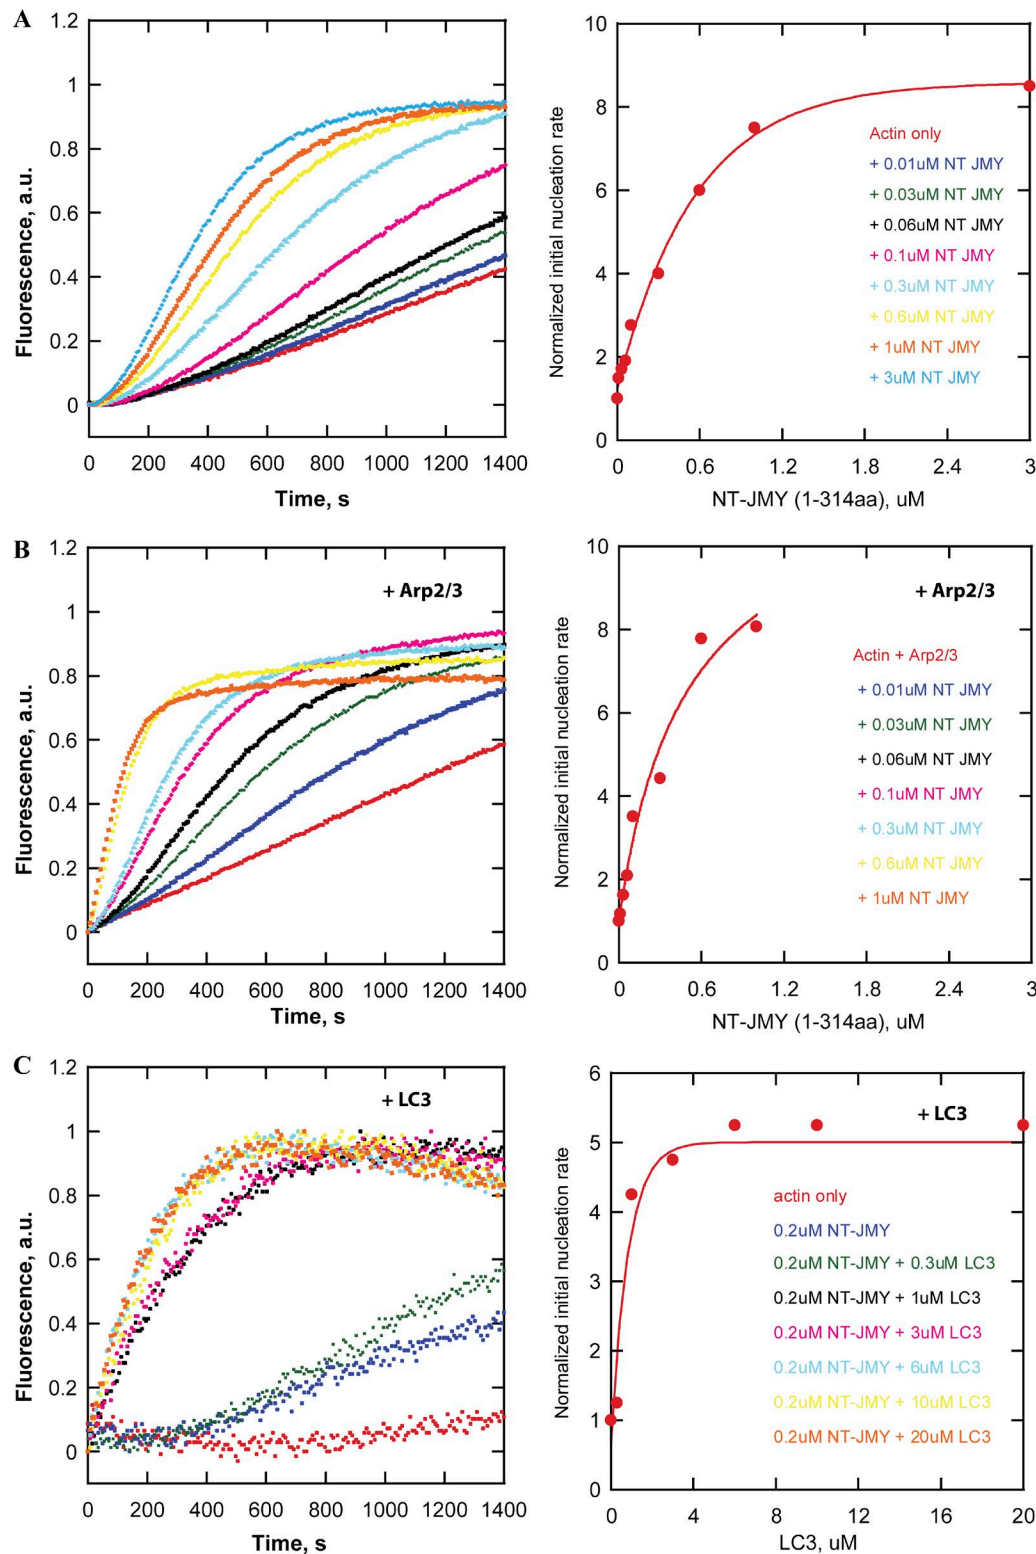 A
1.2
1
0.8
0.6
0.4
0.2
0
Fluorescence, a.u.
0 200 400 600 800 1000 1200 1400
Time, s
10
8
6
4
2
0
Normalized initial nucleation rate
Actin only
+ 0.01uM NT JMY
+ 0.03uM NT JMY
+ 0.06uM NT JMY
+ 0.1uM NT JMY
+ 0.3uM NT JMY
+ 0.6uM NT JMY
+ 1uM NT JMY
+ 3uM NT JMY
0 0.6 1.2 1.8 2.4 3
NT-JMY (1-314aa), uM
B
+ Arp2/3
1.2
1
0.8
0.6
0.4
0.2
0
Fluorescence, a.u.
0 200 400 600 800 1000 1200 1400
Time, s
10
8
6
4
2
0
Normalized initial nucleation rate
+ Arp2/3
Actin + Arp2/3
+ 0.01uM NT JMY
+ 0.03uM NT JMY
+ 0.06uM NT JMY
+ 0.1uM NT JMY
+ 0.3uM NT JMY
+ 0.6uM NT JMY
+ 1uM NT JMY
0 0.6 1.2 1.8 2.4 3
NT-JMY (1-314aa), uM
C
+ LC3
1.2
1
0.8
0.6
0.4
0.2
0
Fluorescence, a.u.
0 200 400 600 800 1000 1200 1400
Time, s
6
5
4
3
2
1
0
Normalized initial nucleation rate
+ LC3
actin only
0.2uM NT-JMY
0.2uM NT-JMY + 0.3uM LC3
0.2uM NT-JMY + 1uM LC3
0.2uM NT-JMY + 3uM LC3
0.2uM NT-JMY + 6uM LC3
0.2uM NT-JMY + 10uM LC3
0.2uM NT-JMY + 20uM LC3
0 4 8 12 16 20
LC3, uM